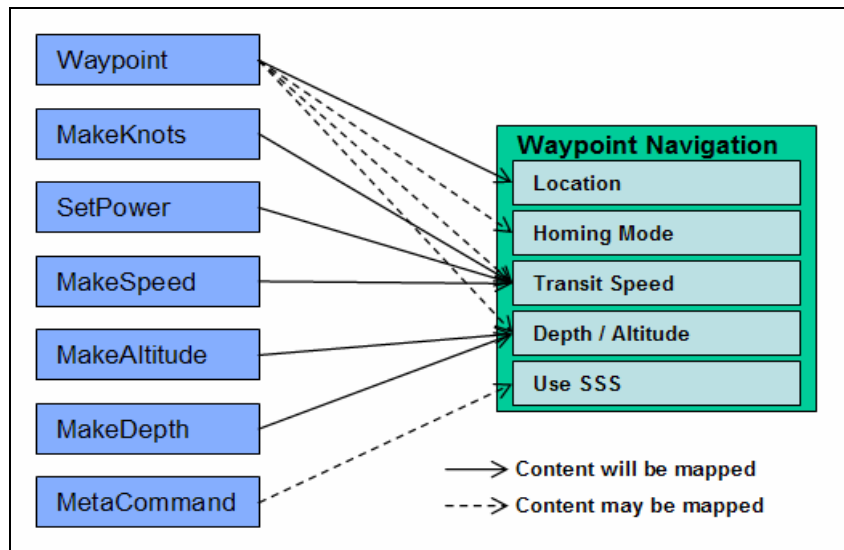 Waypoint
MakeKnots
SetPower
MakeSpeed
MakeAltitude
MakeDepth
MetaCommand
Waypoint Navigation
Location
Homing Mode
Transit Speed
Depth / Altitude
Use SSS
Content will be mapped
Content may be mapped